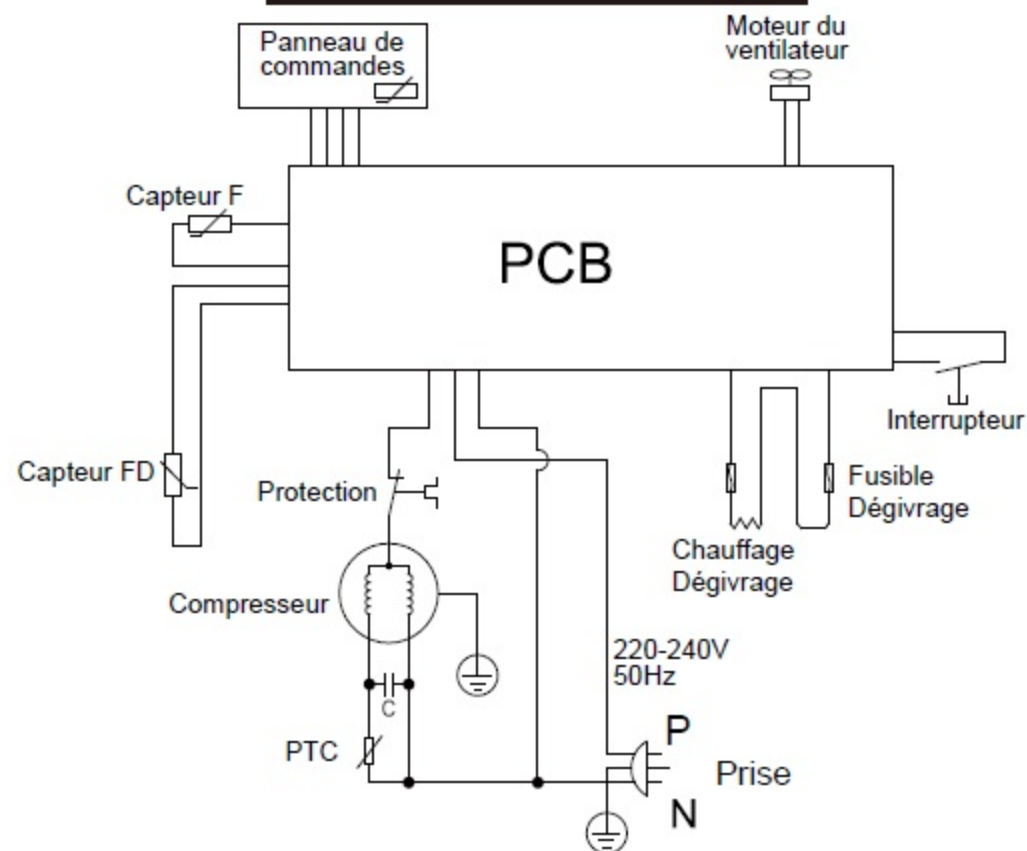 Panneau de
commandes
Moteur du
ventilateur
Capteur F
PCB
Interrupteur
Capteur FD
Protection
Fusible
Dégivrage
Chauffage
Dégivrage
Compresseur
220-240V
50Hz
C
PTC
P
Prise
N